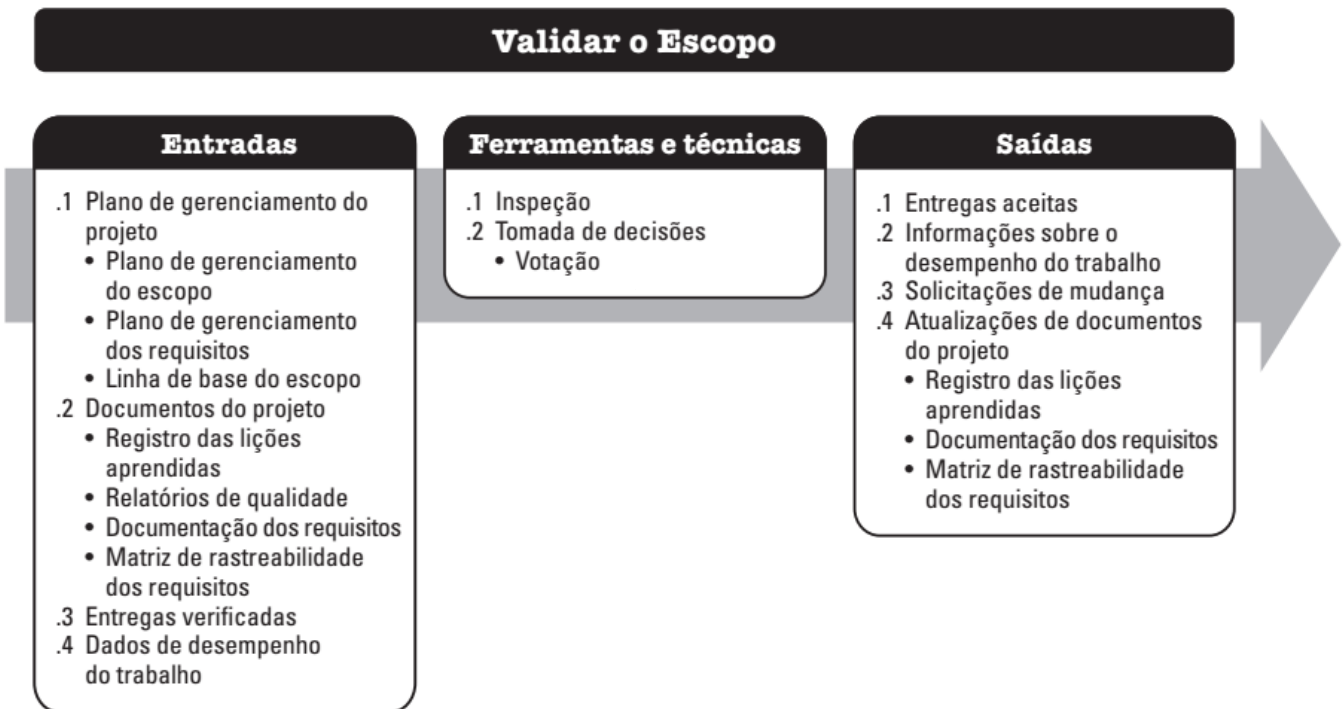 Validar o Escopo
Entradas
.1 Plano de gerenciamento do
projeto
• Plano de gerenciamento
do escopo
• Plano de gerenciamento
dos requisitos
• Linha de base do escopo
.2 Documentos do projeto
• Registro das lições
aprendidas
• Relatórios de qualidade
• Documentação dos requisitos
• Matriz de rastreabilidade
dos requisitos
.3 Entregas verificadas
.4 Dados de desempenho
do trabalho
Ferramentas e técnicas
.1 Inspeção
.2 Tomada de decisões
• Votação
Saídas
.1 Entregas aceitas
.2 Informações sobre o
desempenho do trabalho
.3 Solicitações de mudança
.4 Atualizações de documentos
do projeto
• Registro das lições
aprendidas
• Documentação dos requisitos
• Matriz de rastreabilidade
dos requisitos